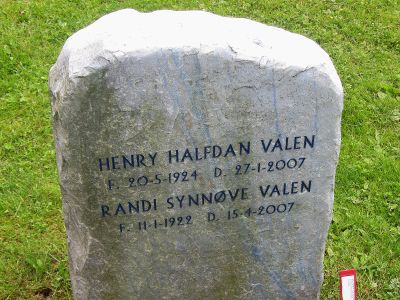 HENRY HALFDAN VALEN
F. 20-5-1924 D. 27-1-2007
RANDI SYNNØVE VALEN
F. 11-1-1922 D. 15-4-2007